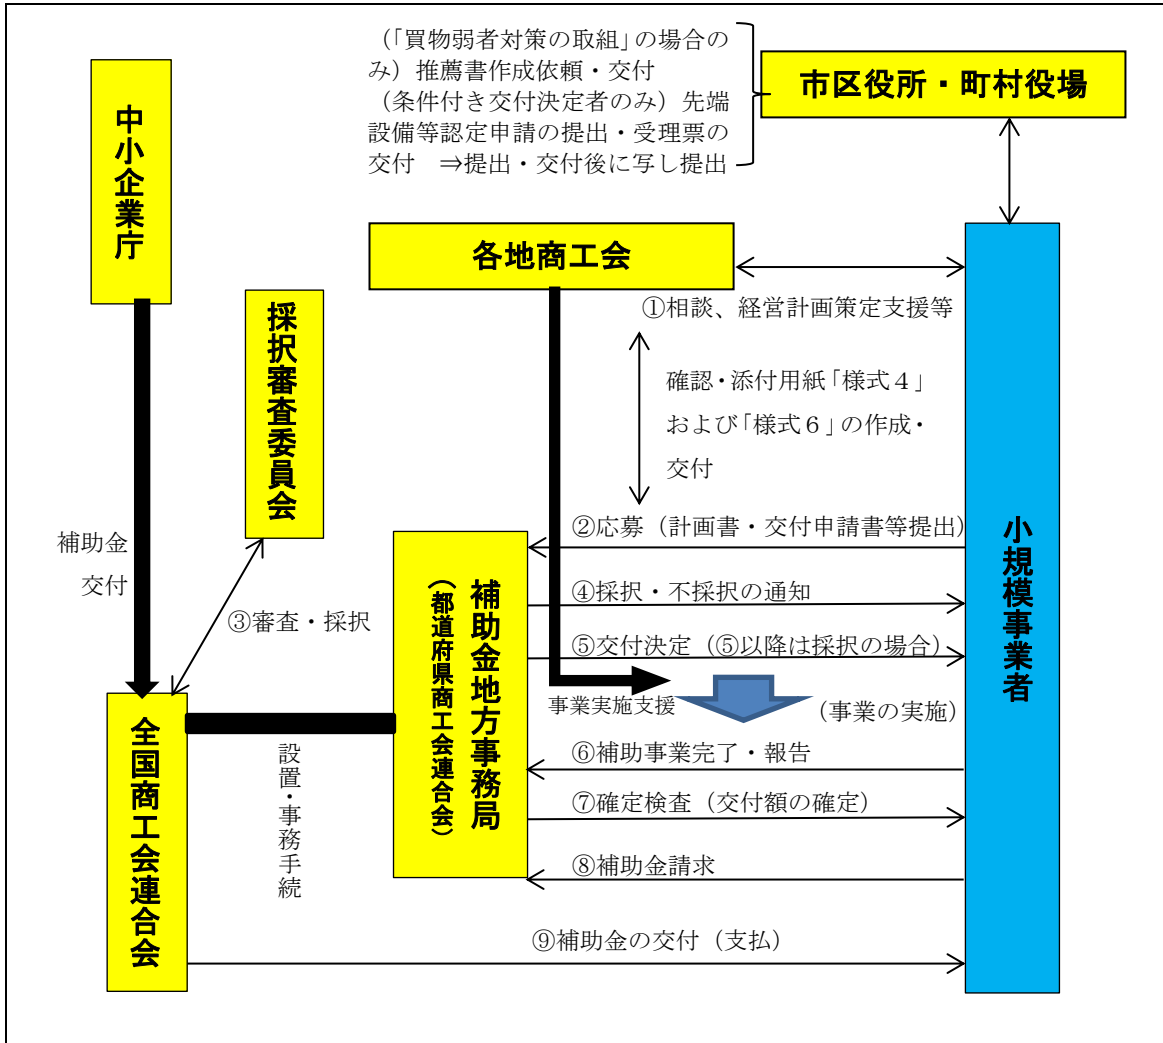 （「買物弱者対策の取組」の場合の
み）推薦書作成依頼・交付
（条件付き交付決定者のみ）先端
設備等認定申請の提出・受理票の
交付　⇒提出・交付後に写し提出
市区役所・町村役場
中小企業庁
各地商工会
採択審査委員会
①相談、経営計画策定支援等
確認・添付用紙「様式４」
および「様式６」の作成・
交付
小規模事業者
補助金
交付
③審査・採択
②応募（計画書・交付申請書等提出）
補助金地方事務局
（都道府県商工会連合会）
④採択・不採択の通知
⑤交付決定（⑤以降は採択の場合）
事業実施支援
（事業の実施）
全国商工会連合会
設置・事務手続
⑥補助事業完了・報告
⑦確定検査（交付額の確定）
⑧補助金請求
⑨補助金の交付（支払）